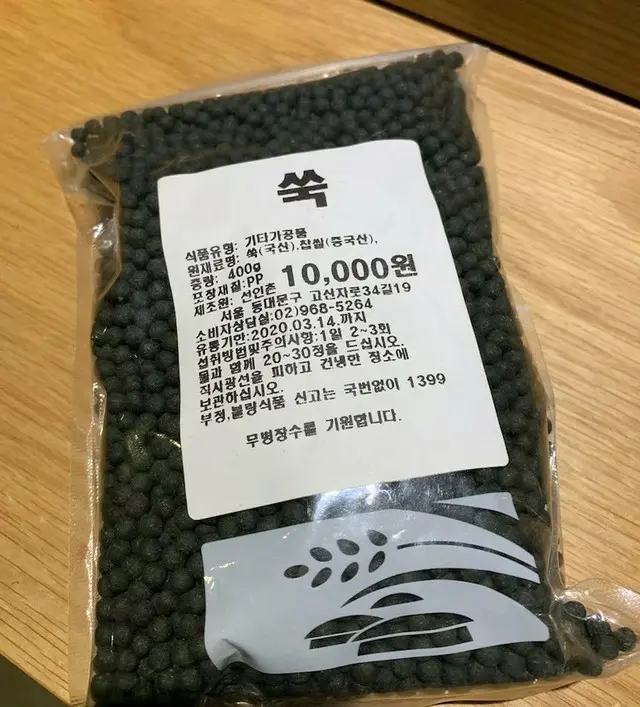 쑥
식품유형: 기타가공품
원재료명: 쑥(국산),찹쌀(중국산),
중량: 400g
포장재질:PP 10,000원
제조원: 선인촌
서울 동대문구 고산자로34길19
소비자상담실:02)968-5264
유통기한:2020.03.14.까지
섭취방법및주의사항:1일 2~3회
물과 함께 20~30정을 드십시오.
직사광선을 피하고 건냉한 장소에
보관하십시오.
부정,불량식품 신고는 국번없이 1399
무병장수를 기원합니다.